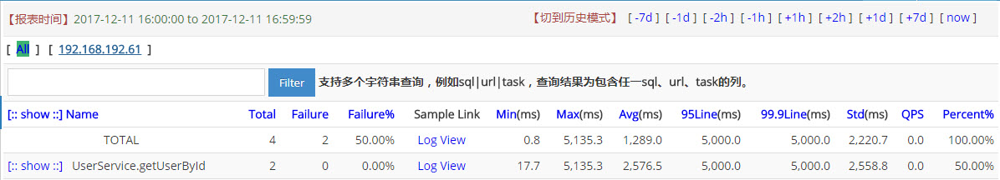 【报表时间】2017-12-11 16:00:00 to 2017-12-11 16:59:59 【切到历史模式】 [ -7d ] [ -1d ] [ -2h ] [ -1h ] [ +1h ] [ +2h ] [ +1d ] [ +7d ] [ now ]
[ All ] [ 192.168.192.61 ]
Filter 支持多个字符串查询，例如sql|url|task，查询结果为包含任一sql、url、task的列。
[:: show ::] Name Total Failure Failure% Sample Link Min(ms) Max(ms) Avg(ms) 95Line(ms) 99.9Line(ms) Std(ms) QPS Percent%
TOTAL 4 2 50.00% Log View 0.8 5,135.3 1,289.0 5,000.0 5,000.0 2,220.7 0.0 100.00%
[:: show ::] UserService.getUserById 2 0 0.00% Log View 17.7 5,135.3 2,576.5 5,000.0 5,000.0 2,558.8 0.0 50.00%